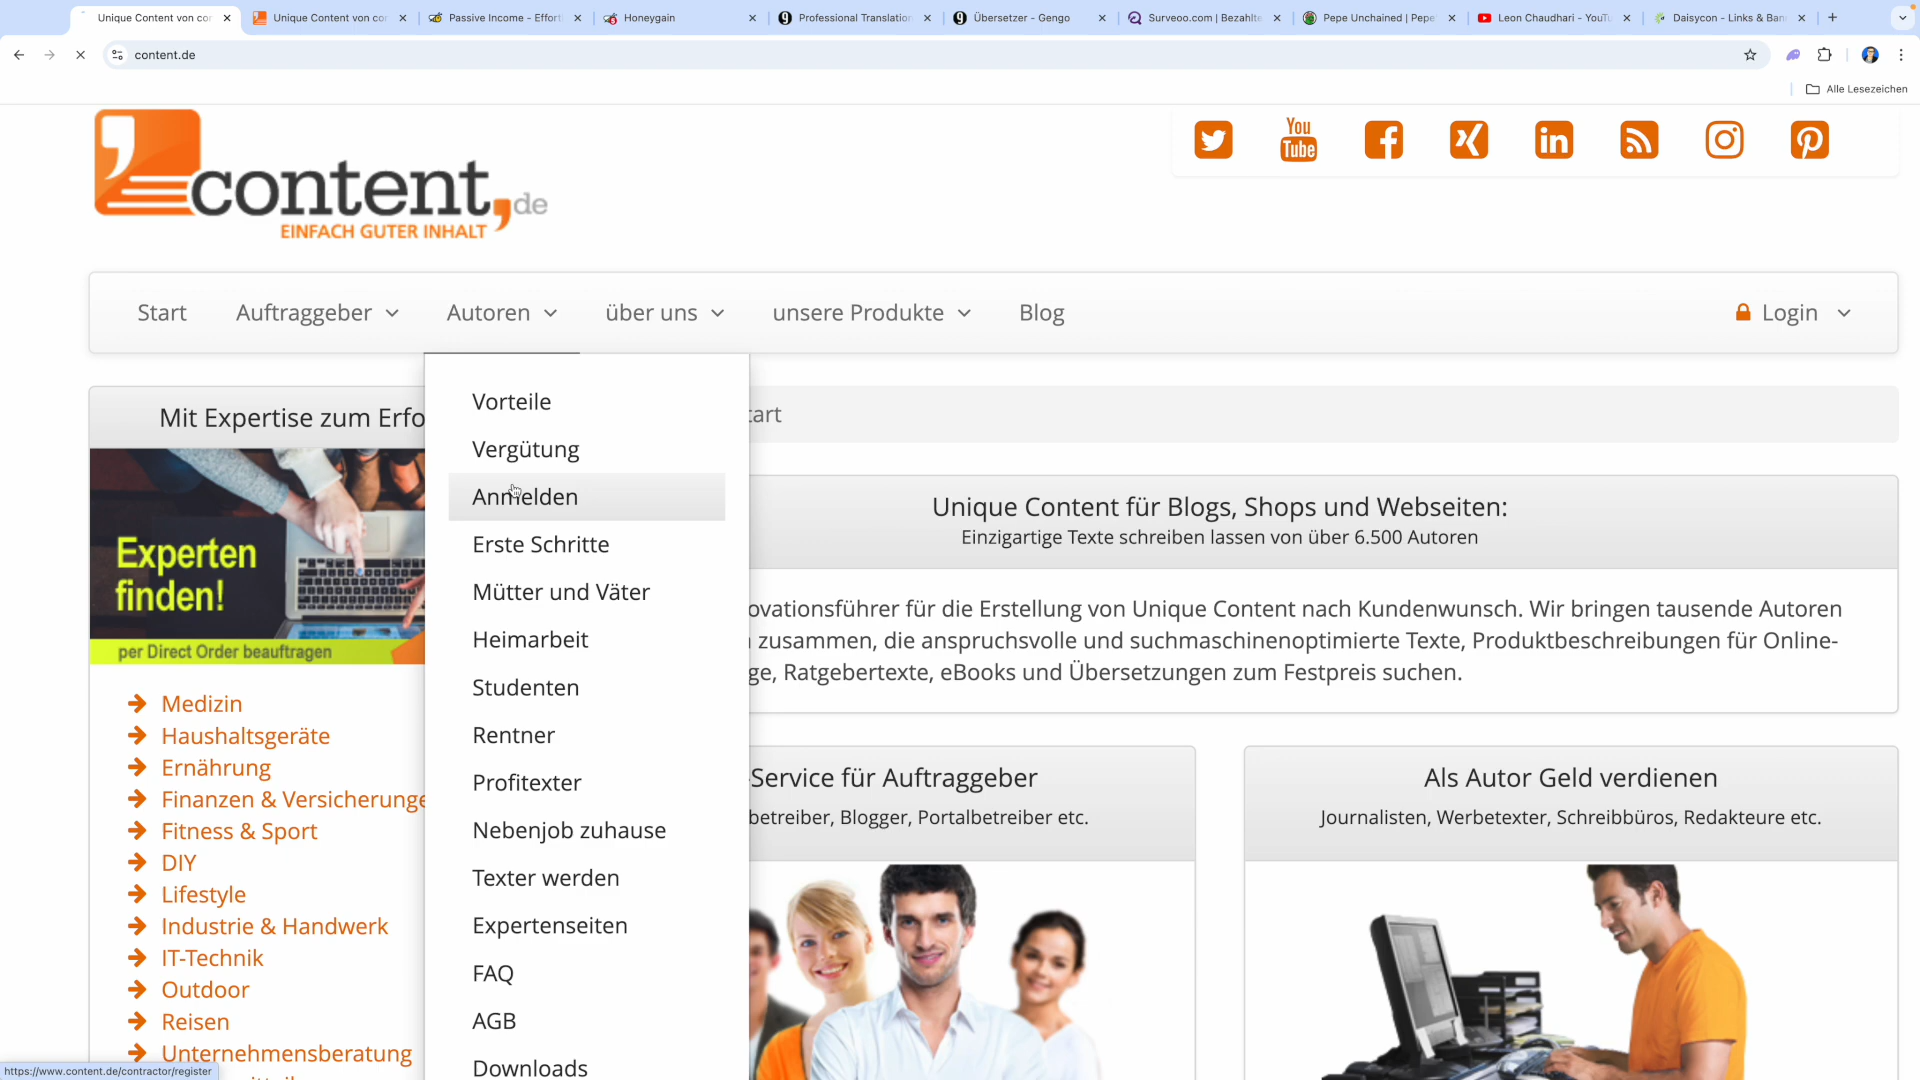 Unique Content von co
Unique Content von cor
Passive Income - Effort
Honeygain
Professional Translation
Übersetzer - Gengo
Surveoo.com | Bezahlte
Pepe Unchained | Pepe
Leon Chaudhari - YouTu
Daisycon - Links & Ban
content.de
Alle Lesezeichen
content,de
EINFACH GUTER INHALT
You
Tube
Start
Auftraggeber
Autoren
über uns
unsere Produkte
Blog
Login
Mit Expertise zum Erfo
Experten
finden!
per Direct Order beauftragen
Medizin
Haushaltsgeräte
Ernährung
Finanzen & Versicherunge
Fitness & Sport
DIY
Lifestyle
Industrie & Handwerk
IT-Technik
Outdoor
Reisen
Unternehmensberatung
Vorteile
Vergütung
Anmelden
Erste Schritte
Mütter und Väter
Heimarbeit
Studenten
Rentner
Profitexter
Nebenjob zuhause
Texter werden
Expertenseiten
FAQ
AGB
Downloads
tart
Unique Content für Blogs, Shops und Webseiten:
Einzigartige Texte schreiben lassen von über 6.500 Autoren
ovationsführer für die Erstellung von Unique Content nach Kundenwunsch. Wir bringen tausende Autoren
zusammen, die anspruchsvolle und suchmaschinenoptimierte Texte, Produktbeschreibungen für Online-
ge, Ratgebertexte, eBooks und Übersetzungen zum Festpreis suchen.
-Service für Auftraggeber
betreiber, Blogger, Portalbetreiber etc.
Als Autor Geld verdienen
Journalisten, Werbetexter, Schreibbüros, Redakteure etc.
https://www.content.de/contractor/register